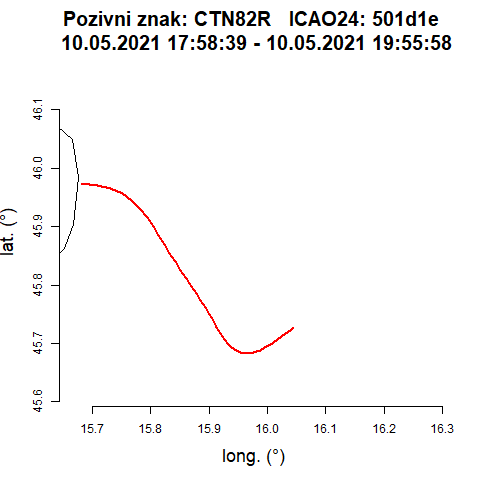 Pozivni znak: CTN82R ICAO24: 501d1e
10.05.2021 17:58:39 - 10.05.2021 19:55:58
46.1
46.0
45.9
45.8
45.7
45.6
lat. (°)
15.7 15.8 15.9 16.0 16.1 16.2 16.3
long. (°)